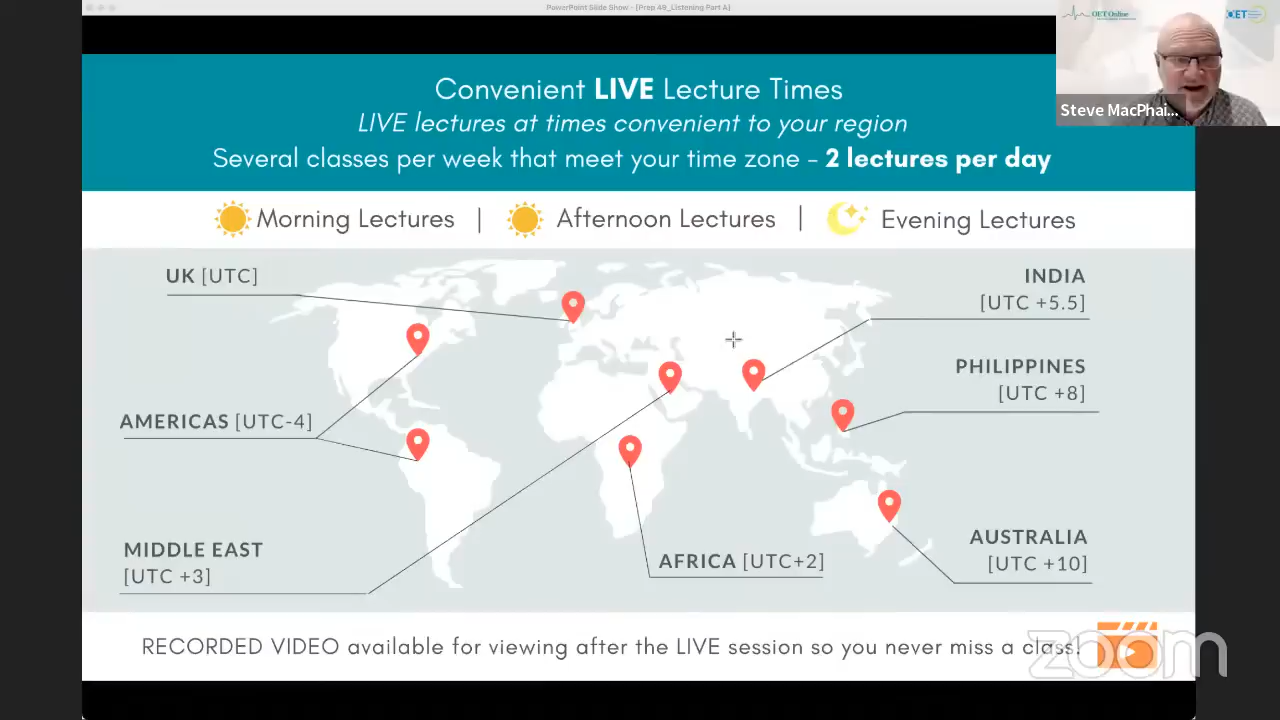 PowerPoint Slide Show - [Prep 49_Listening Part A]
OET Online
OET
Steve MacPhai...
Convenient LIVE Lecture Times
LIVE lectures at times convenient to your region
Several classes per week that meet your time zone - 2 lectures per day
Morning Lectures | Afternoon Lectures | Evening Lectures
UK [UTC]
INDIA
[UTC +5.5]
PHILIPPINES
[UTC +8]
AMERICAS [UTC-4]
MIDDLE EAST
[UTC +3]
AFRICA [UTC+2]
AUSTRALIA
[UTC +10]
RECORDED VIDEO available for viewing after the LIVE session so you never miss a class!
zoom